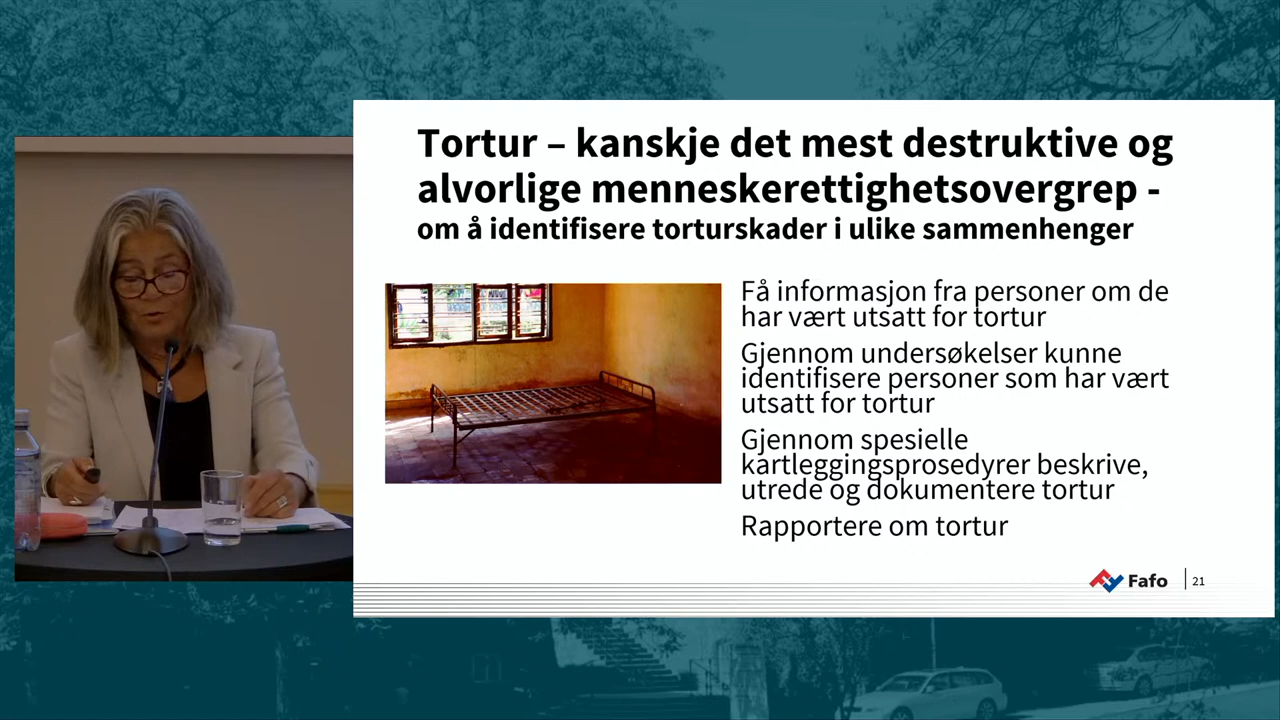 Tortur – kanskje det mest destruktive og
alvorlige menneskerettighetsovergrep -
om å identifisere torturskader i ulike sammenhenger
Få informasjon fra personer om de
har vært utsatt for tortur
Gjennom undersøkelser kunne
identifisere personer som har vært
utsatt for tortur
Gjennom spesielle
kartleggingsprosedyrer beskrive,
utrede og dokumentere tortur
Rapportere om tortur
Fafo
21